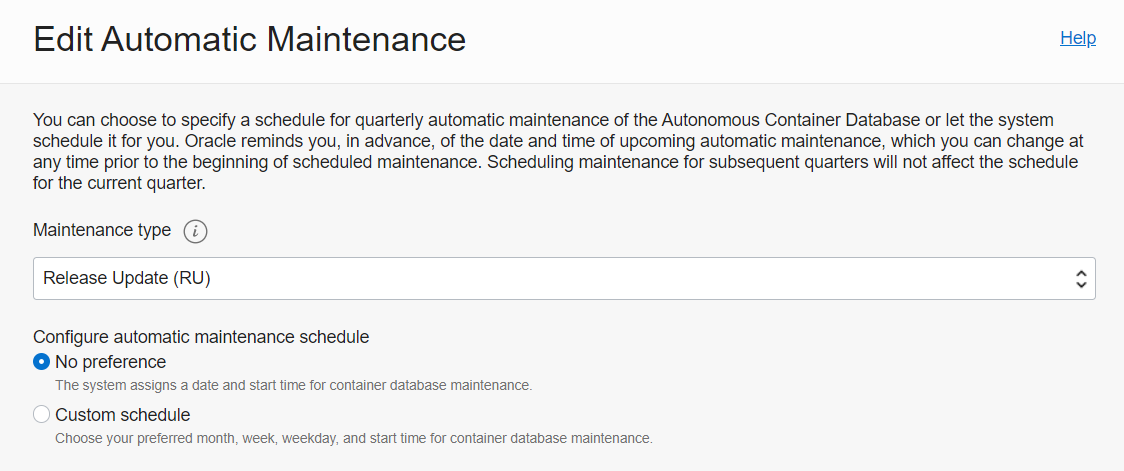 Edit Automatic Maintenance
Help
You can choose to specify a schedule for quarterly automatic maintenance of the Autonomous Container Database or let the system
schedule it for you. Oracle reminds you, in advance, of the date and time of upcoming automatic maintenance, which you can change at
any time prior to the beginning of scheduled maintenance. Scheduling maintenance for subsequent quarters will not affect the schedule
for the current quarter.
Maintenance type i
Release Update (RU)
Configure automatic maintenance schedule
No preference
The system assigns a date and start time for container database maintenance.
Custom schedule
Choose your preferred month, week, weekday, and start time for container database maintenance.